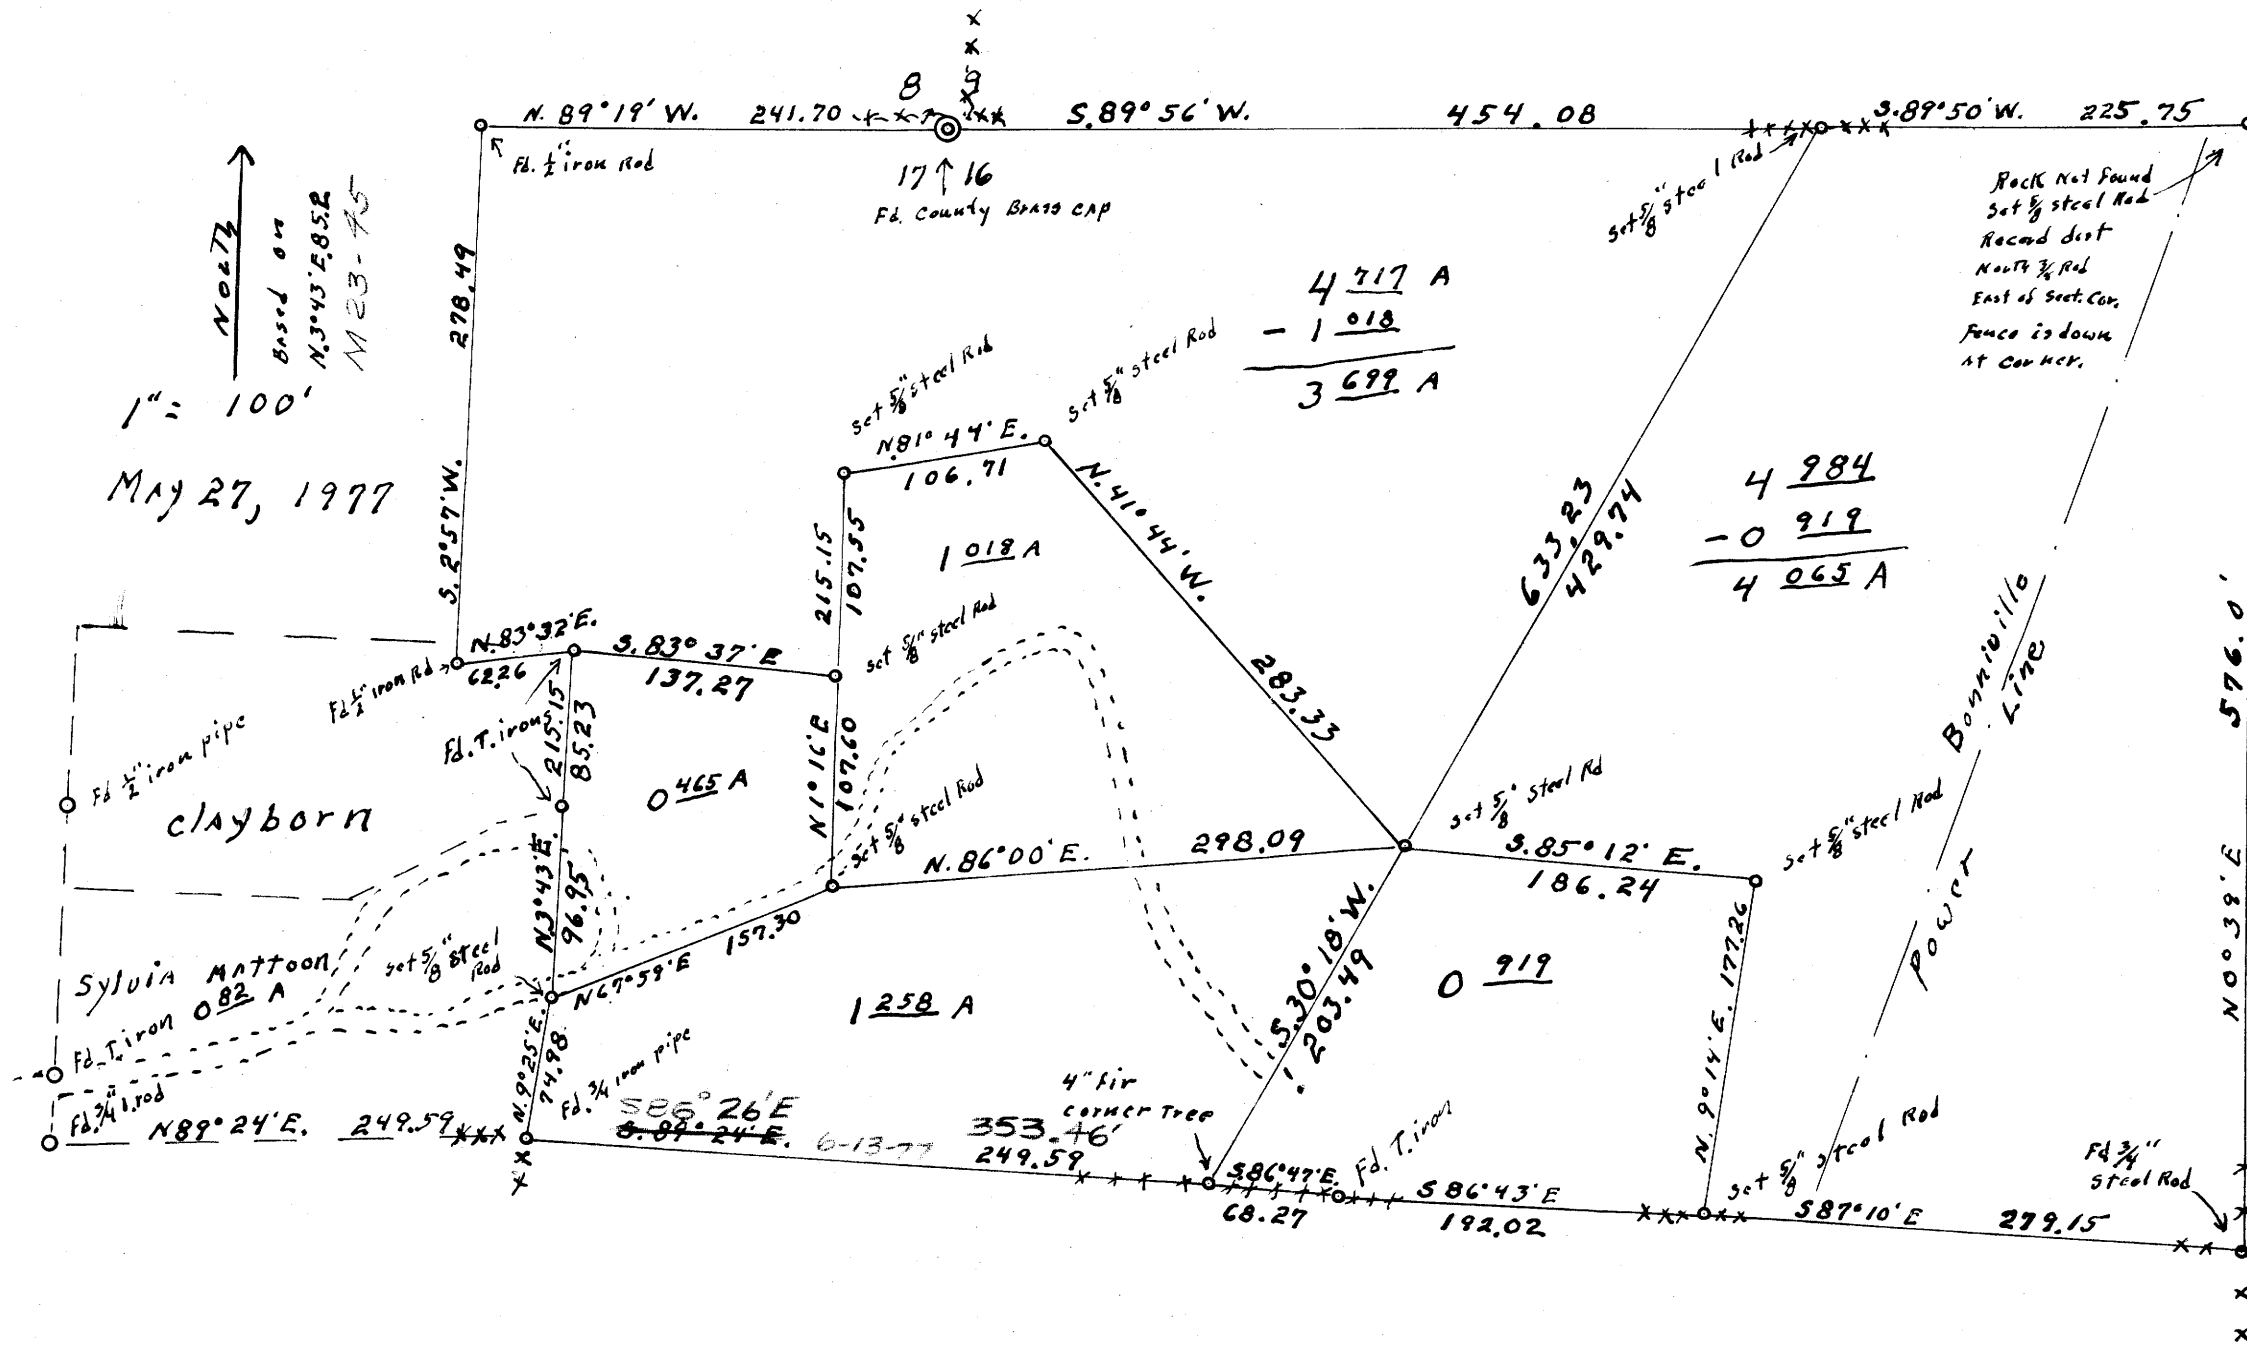 8 9
N. 89°19' W. 241.70
S. 89° 56' W. 454.08
S. 89°50' W. 225.75
Fd. 1/2" iron Rod
17 ↑ 16
Fd. County Brass cap
set 5/8" steel Rod
Rock Not Found
Set 5/8 steel Rod
Record dist
North 3/4 Rod
East of Sect. Cor.
Fence is down
at corner.
NORTH
Based on
N.3°43'E.85.2
M23-45
1" = 100'
May 27, 1977
S. 2°57' W. 278.49
4 717 A
- 1 018
3 699 A
4 984
- 0 919
4 065 A
set 5/8" steel Rod
set 5/8" steel Rod
N.81° 44' E.
106.71
N. 41° 44' W.
283.33
633.23
429.74
215.15
107.55
1 018 A
set 5/8" steel Rod
N. 83°32' E.
62.26
S. 83° 37' E
137.27
Fd 1/2" iron Rd
Fd. T. irons
215.15
85.23
N 1° 16' E
107.60
0 465 A
Fd 1/2" iron pipe
Clayborn
set 5/8" steel Rod
N. 86°00' E. 298.09
set 5/8" Steel Rd
S. 85° 12' E.
186.24
set 5/8" steel Rod
Bonnivillo
Power
Line
576.0'
N0°39'E
N.3°43'E.
96.95
set 5/8" steel
Rod
N67°59'E
157.30
Sylvia Mattoon
0 82 A
Fd. T. iron
Fd. 3/4" I. rod
N89° 24' E. 249.59
N. 9° 25' E.
74.98
Fd. 3/4 iron pipe
1 258 A
S86° 26' E
S. 89° 24' E.
6-13-77
353.46'
249.59
4" fir
corner Tree
S. 30° 18' W.
203.49
0 919
N. 9° 14' E. 177.26
S.86°47'E.
68.27
Fd. T. iron
S 86° 43' E
192.02
set 5/8" steel Rod
S87°10' E 279.15
Fd 3/4"
Steel Rod